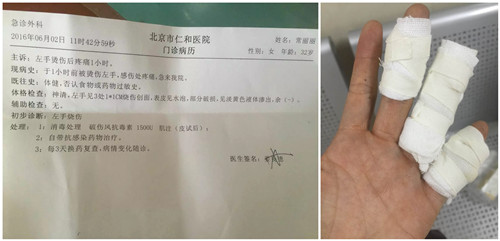 急诊外科
2016年06月02日 11时42分59秒
北京市仁和医院
门诊病历
姓名：常丽丽
性别：女 年龄：32岁
主诉：左手烫伤后疼痛1小时。
现病史：于1小时前被烫伤左手，感伤处疼痛，急来我院。
既往史：体健，否认食物或药物过敏史。
体格检查：神清，左手见3处1*1CM烧伤创面，表皮见水泡，部分破损，见淡黄色液体渗出，余（-）。
辅助检查：无。
初步诊断：左手烧伤
处理：1；消毒处理 破伤风抗毒素 1500U 肌注（皮试后）；
2；自带抗感染药物治疗。
3；每3天换药复查，病情变化随诊。
医生签名：